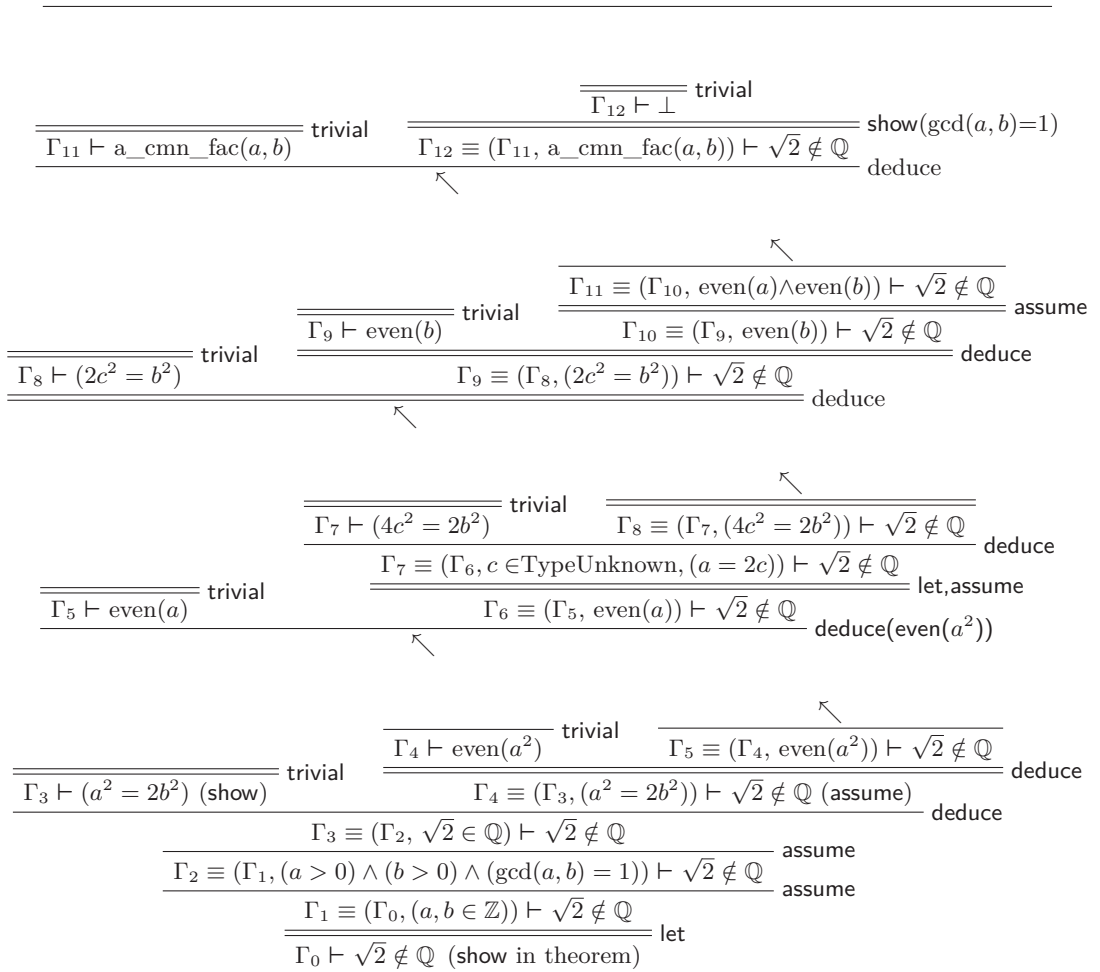 Γ₁₂ ⊢ ⊥ trivial
Γ₁₁ ⊢ a_cmn_fac(a, b) trivial
Γ₁₂ ≡ (Γ₁₁, a_cmn_fac(a, b)) ⊢ √2 ∉ ℚ show(gcd(a, b)=1)
deduce
↖
↖
Γ₁₁ ≡ (Γ₁₀, even(a)∧even(b)) ⊢ √2 ∉ ℚ
assume
Γ₉ ⊢ even(b) trivial
Γ₁₀ ≡ (Γ₉, even(b)) ⊢ √2 ∉ ℚ
deduce
Γ₈ ⊢ (2c² = b²) trivial
Γ₉ ≡ (Γ₈, (2c² = b²)) ⊢ √2 ∉ ℚ
deduce
↖
↖
Γ₇ ⊢ (4c² = 2b²) trivial
Γ₈ ≡ (Γ₇, (4c² = 2b²)) ⊢ √2 ∉ ℚ
deduce
Γ₇ ≡ (Γ₆, c ∈TypeUnknown, (a = 2c)) ⊢ √2 ∉ ℚ
let,assume
Γ₅ ⊢ even(a) trivial
Γ₆ ≡ (Γ₅, even(a)) ⊢ √2 ∉ ℚ
deduce(even(a²))
↖
↖
Γ₄ ⊢ even(a²) trivial
Γ₅ ≡ (Γ₄, even(a²)) ⊢ √2 ∉ ℚ
deduce
Γ₃ ⊢ (a² = 2b²) (show) trivial
Γ₄ ≡ (Γ₃, (a² = 2b²)) ⊢ √2 ∉ ℚ (assume)
deduce
Γ₃ ≡ (Γ₂, √2 ∈ ℚ) ⊢ √2 ∉ ℚ
assume
Γ₂ ≡ (Γ₁, (a > 0) ∧ (b > 0) ∧ (gcd(a, b) = 1)) ⊢ √2 ∉ ℚ
assume
Γ₁ ≡ (Γ₀, (a, b ∈ ℤ)) ⊢ √2 ∉ ℚ
let
Γ₀ ⊢ √2 ∉ ℚ (show in theorem)